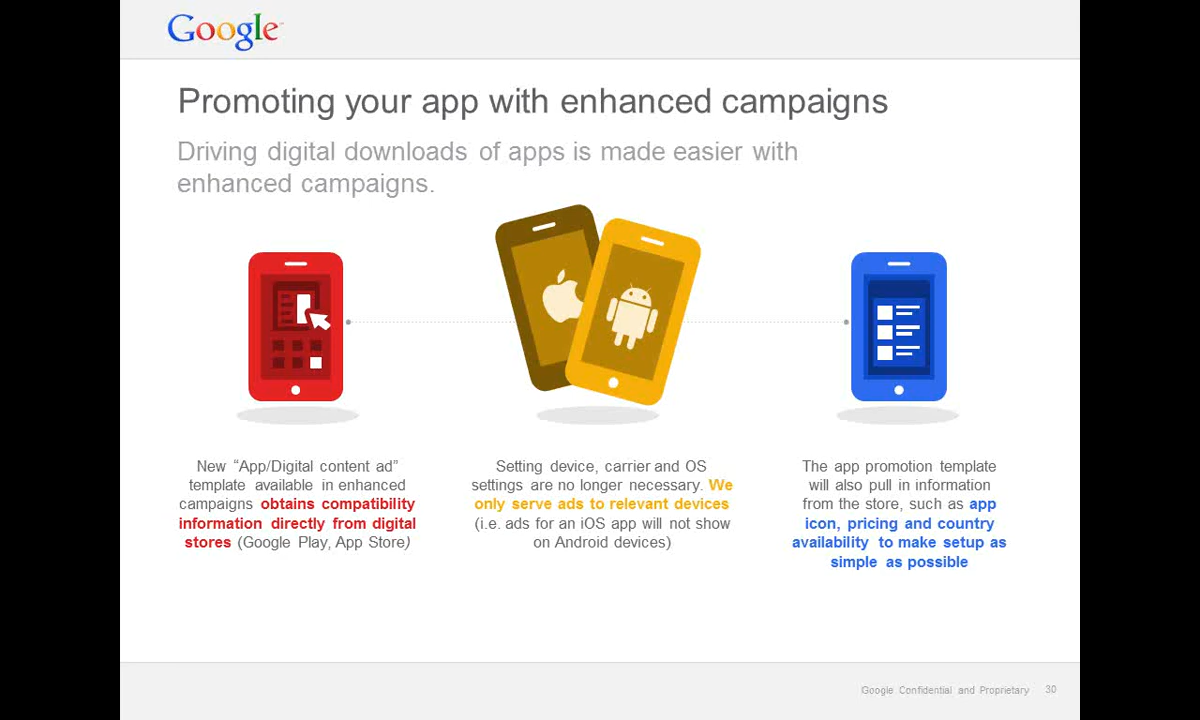 Google
Promoting your app with enhanced campaigns
Driving digital downloads of apps is made easier with
enhanced campaigns.
New “App/Digital content ad”
template available in enhanced
campaigns obtains compatibility
information directly from digital
stores (Google Play, App Store)
Setting device, carrier and OS
settings are no longer necessary. We
only serve ads to relevant devices
(i.e. ads for an iOS app will not show
on Android devices)
The app promotion template
will also pull in information
from the store, such as app
icon, pricing and country
availability to make setup as
simple as possible
Google Confidential and Proprietary 30